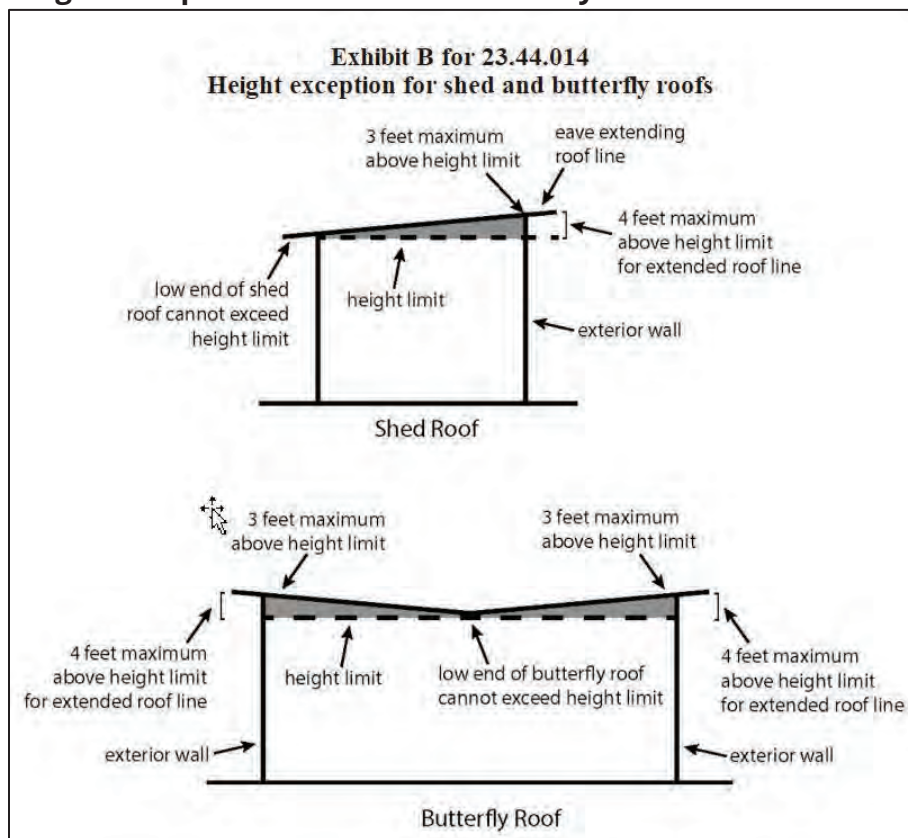 Exhibit B for 23.44.014
Height exception for shed and butterfly roofs
3 feet maximum
above height limit
eave extending
roof line
4 feet maximum
above height limit
for extended roof line
low end of shed
roof cannot exceed
height limit
height limit
exterior wall
Shed Roof
3 feet maximum
above height limit
3 feet maximum
above height limit
4 feet maximum
above height limit
for extended roof line
height limit
low end of butterfly roof
cannot exceed height limit
4 feet maximum
above height limit
for extended roof line
exterior wall
exterior wall
Butterfly Roof